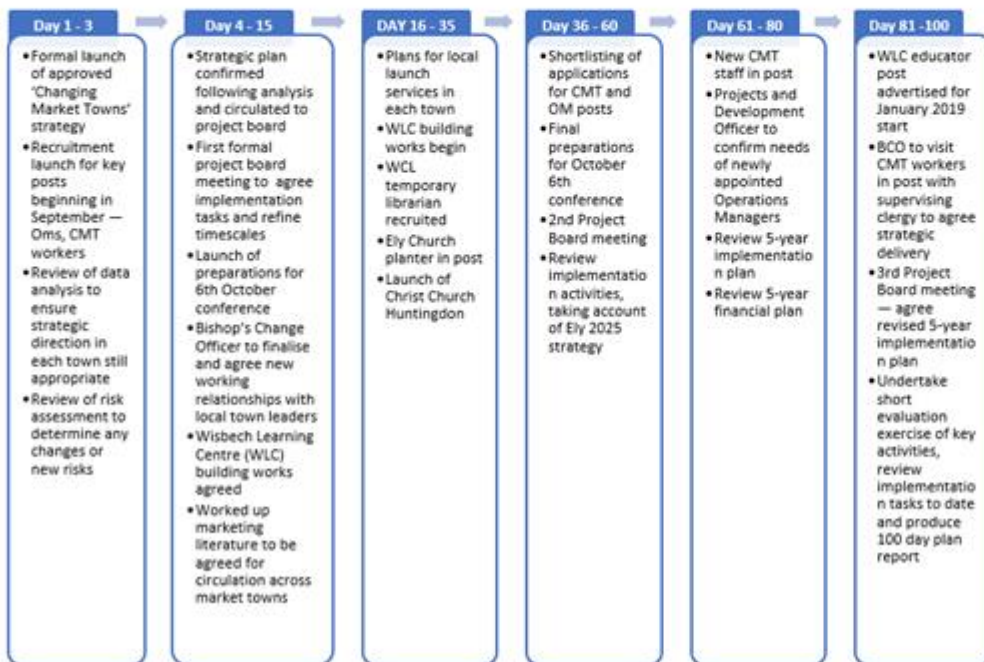 Day 1 - 3
•Formal launch
of approved
'Changing
Market Towns'
strategy
•Recruitment
launch for key
posts
beginning in
September —
Oms, CMT
workers
•Review of data
analysis to
ensure
strategic
direction in
each town still
appropriate
•Review of risk
assessment to
determine any
changes or
new risks
Day 4 - 15
•Strategic plan
confirmed
following analysis
and circulated to
project board
•First formal
project board
meeting to agree
implementation
tasks and refine
timescales
•Launch of
preparations for
6th October
conference
•Bishop's Change
Officer to finalise
and agree new
working
relationships with
local town leaders
•Wisbech Learning
Centre (WLC)
building works
agreed
•Worked up
marketing
literature to be
agreed for
circulation across
market towns
DAY 16 - 35
•Plans for local
launch
services in
each town
•WLC building
works begin
•WCL
temporary
librarian
recruited
•Ely Church
planter in post
•Launch of
Christ Church
Huntingdon
Day 36 - 60
•Shortlisting of
applications
for CMT and
OM posts
•Final
preparations
for October
6th
conference
•2nd Project
Board meeting
•Review
implementatio
n activities,
taking account
of Ely 2025
strategy
Day 61 - 80
•New CMT
staff in post
•Projects and
Development
Officer to
confirm needs
of newly
appointed
Operations
Managers
•Review 5-year
implementatio
n plan
•Review 5-year
financial plan
Day 81 -100
•WLC educator
post
advertised for
January 2019
start
•BCO to visit
CMT workers
in post with
supervising
clergy to agree
strategic
delivery
•3rd Project
Board meeting
— agree
revised 5-year
implementatio
n plan
•Undertake
short
evaluation
exercise of key
activities,
review
implementatio
n tasks to date
and produce
100 day plan
report